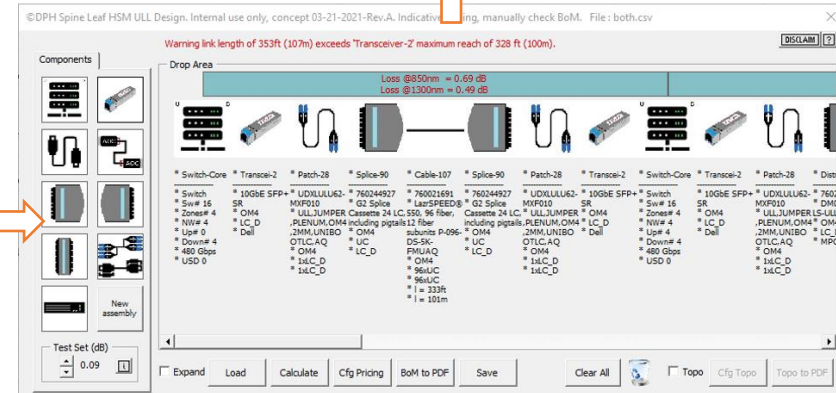 ©DPH Spine Leaf HSM ULL Design. Internal use only, concept 03-21-2021-Rev.A. Indicative ing, manually check BoM. File : both.csv
Warning link length of 353ft (107m) exceeds 'Transceiver-2' maximum reach of 328 ft (100m).
DISCLAIM ?
Components
Drop Area
Loss @850nm = 0.69 dB
Loss @1300nm = 0.49 dB
U D U D
* Switch-Core * Transcei-2 * Patch-28 * Splice-90 * Cable-107 * Splice-90 * Patch-28 * Transcei-2 * Switch-Core * Transcei-2 * Patch-28 * Dist
* Switch * 10GbE SFP+ * UDXLULU62- * 760244927 * 760021691 * 760244927 * UDXLULU62- * 10GbE SFP+ * Switch * 10GbE SFP+ * UDXLULU62- * 760
* Sw# 16 SR MXF010 * G2 Splice * LazrSPEED® * G2 Splice MXF010 SR * Sw# 16 SR MXF010 * DM
* Zones# 4 * OM4 * ULL,JUMPER Cassette 24 LC, 550, 96 fiber, Cassette 24 LC, * ULL,JUMPER * OM4 * Zones# 4 * OM4 * ULL,JUMPER LS-ULL
* NW# 4 * LC_D ,PLENUM,OM4 including pigtails 12 fiber including pigtails ,PLENUM,OM4 * LC_D * NW# 4 * LC_D ,PLENUM,OM4 * OM4
* Up# 0 * Dell ,2MM,UNIBO * OM4 subunits P-096- * OM4 ,2MM,UNIBO * Dell * Up# 0 * Dell ,2MM,UNIBO * LC_
* Down# 4 OTLC,AQ * UC DS-5K- * UC OTLC,AQ * Down# 4 OTLC,AQ * MPO
* 480 Gbps * OM4 * LC_D FMUAQ * LC_D * OM4 * 480 Gbps * OM4
* USD 0 * 1xLC_D * OM4 * 1xLC_D * USD 0 * 1xLC_D
* 1xLC_D * 96xUC * 1xLC_D * 1xLC_D
* 96xUC
* l = 333ft
* l = 101m
ACC
ACC
New
assembly
Test Set (dB)
0.09 i
Expand Load Calculate Cfg Pricing BoM to PDF Save Clear All Topo Cfg Topo Topo to PDF